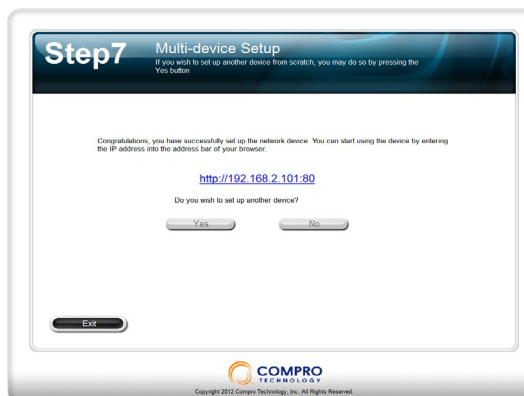 Step7
Multi-device Setup
If you wish to set up another device from scratch, you may do so by pressing the
Yes button
Congratulations, you have successfully set up the network device. You can start using the device by entering
the IP address into the address bar of your browser.
http://192.168.2.101:80
Do you wish to set up another device?
Yes
No
Exit
COMPRO
TECHNOLOGY
Copyright 2012 Compro Technology, Inc. All Rights Reserved.